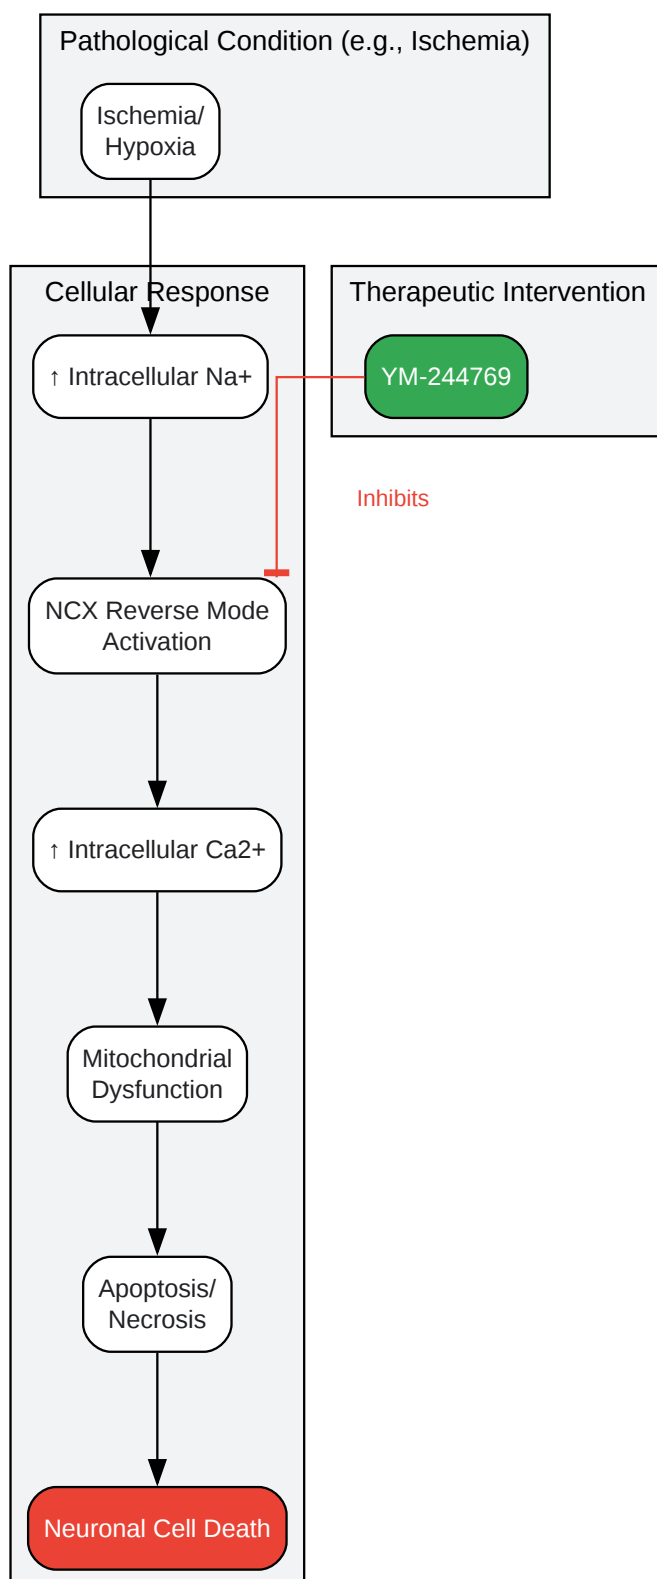 Pathological Condition (e.g., Ischemia)
Ischemia/
Hypoxia
Cellular Response
Therapeutic Intervention
↑ Intracellular Na+
YM-244769
Inhibits
NCX Reverse Mode
Activation
↑ Intracellular Ca2+
Mitochondrial
Dysfunction
Apoptosis/
Necrosis
Neuronal Cell Death